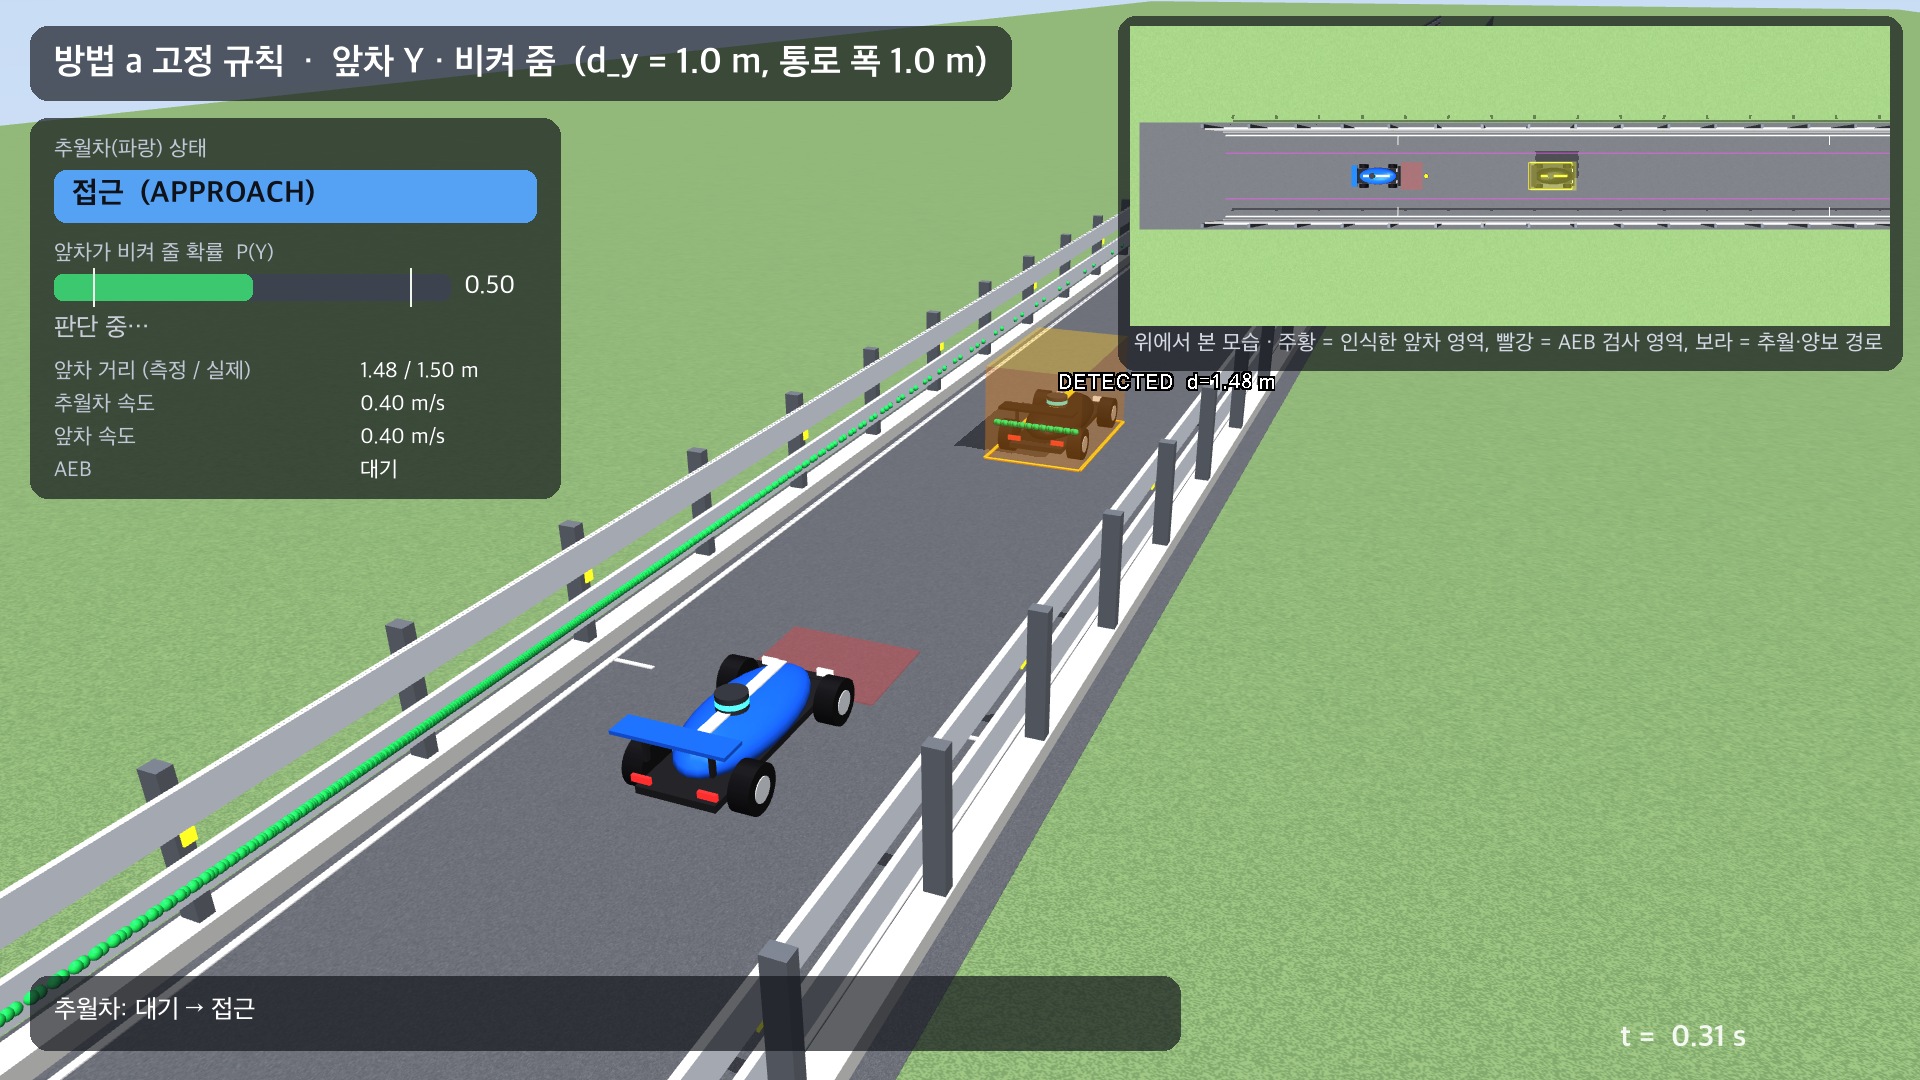 방법 a 고정 규칙 · 앞차 Y · 비켜 줌 (d_y = 1.0 m, 통로 폭 1.0 m)
추월차(파랑) 상태
접근 (APPROACH)
앞차가 비켜 줄 확률 P(Y)
0.50
판단 중…
앞차 거리 (측정 / 실제) 1.48 / 1.50 m
추월차 속도 0.40 m/s
앞차 속도 0.40 m/s
AEB 대기
위에서 본 모습 · 주황 = 인식한 앞차 영역, 빨강 = AEB 검사 영역, 보라 = 추월·양보 경로
DETECTED d=1.48 m
추월차: 대기 → 접근
t = 0.31 s